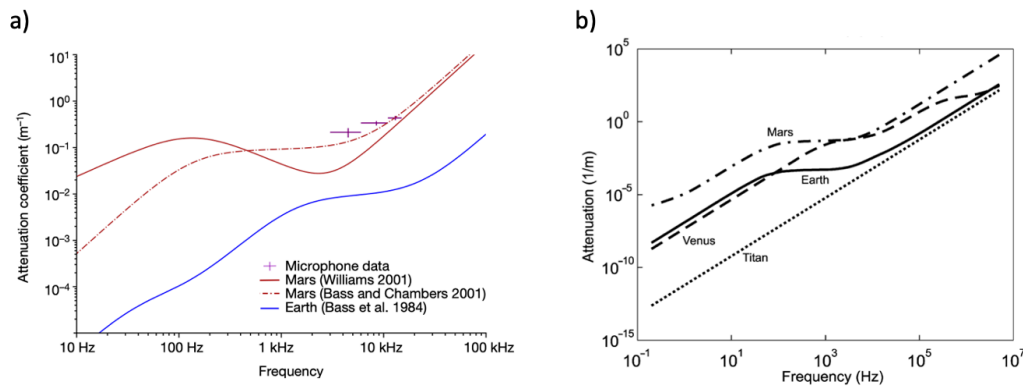 a)
10¹
10⁰
10⁻¹
10⁻²
10⁻³
10⁻⁴
Attenuation coefficient (m⁻¹)
Microphone data
Mars (Williams 2001)
Mars (Bass and Chambers 2001)
Earth (Bass et al. 1984)
10 Hz 100 Hz 1 kHz 10 kHz 100 kHz
Frequency
b)
10⁵
10⁰
10⁻⁵
10⁻¹⁰
10⁻¹⁵
Attenuation (1/m)
Mars
Earth
Venus
Titan
10⁻¹ 10¹ 10³ 10⁵ 10⁷
Frequency (Hz)